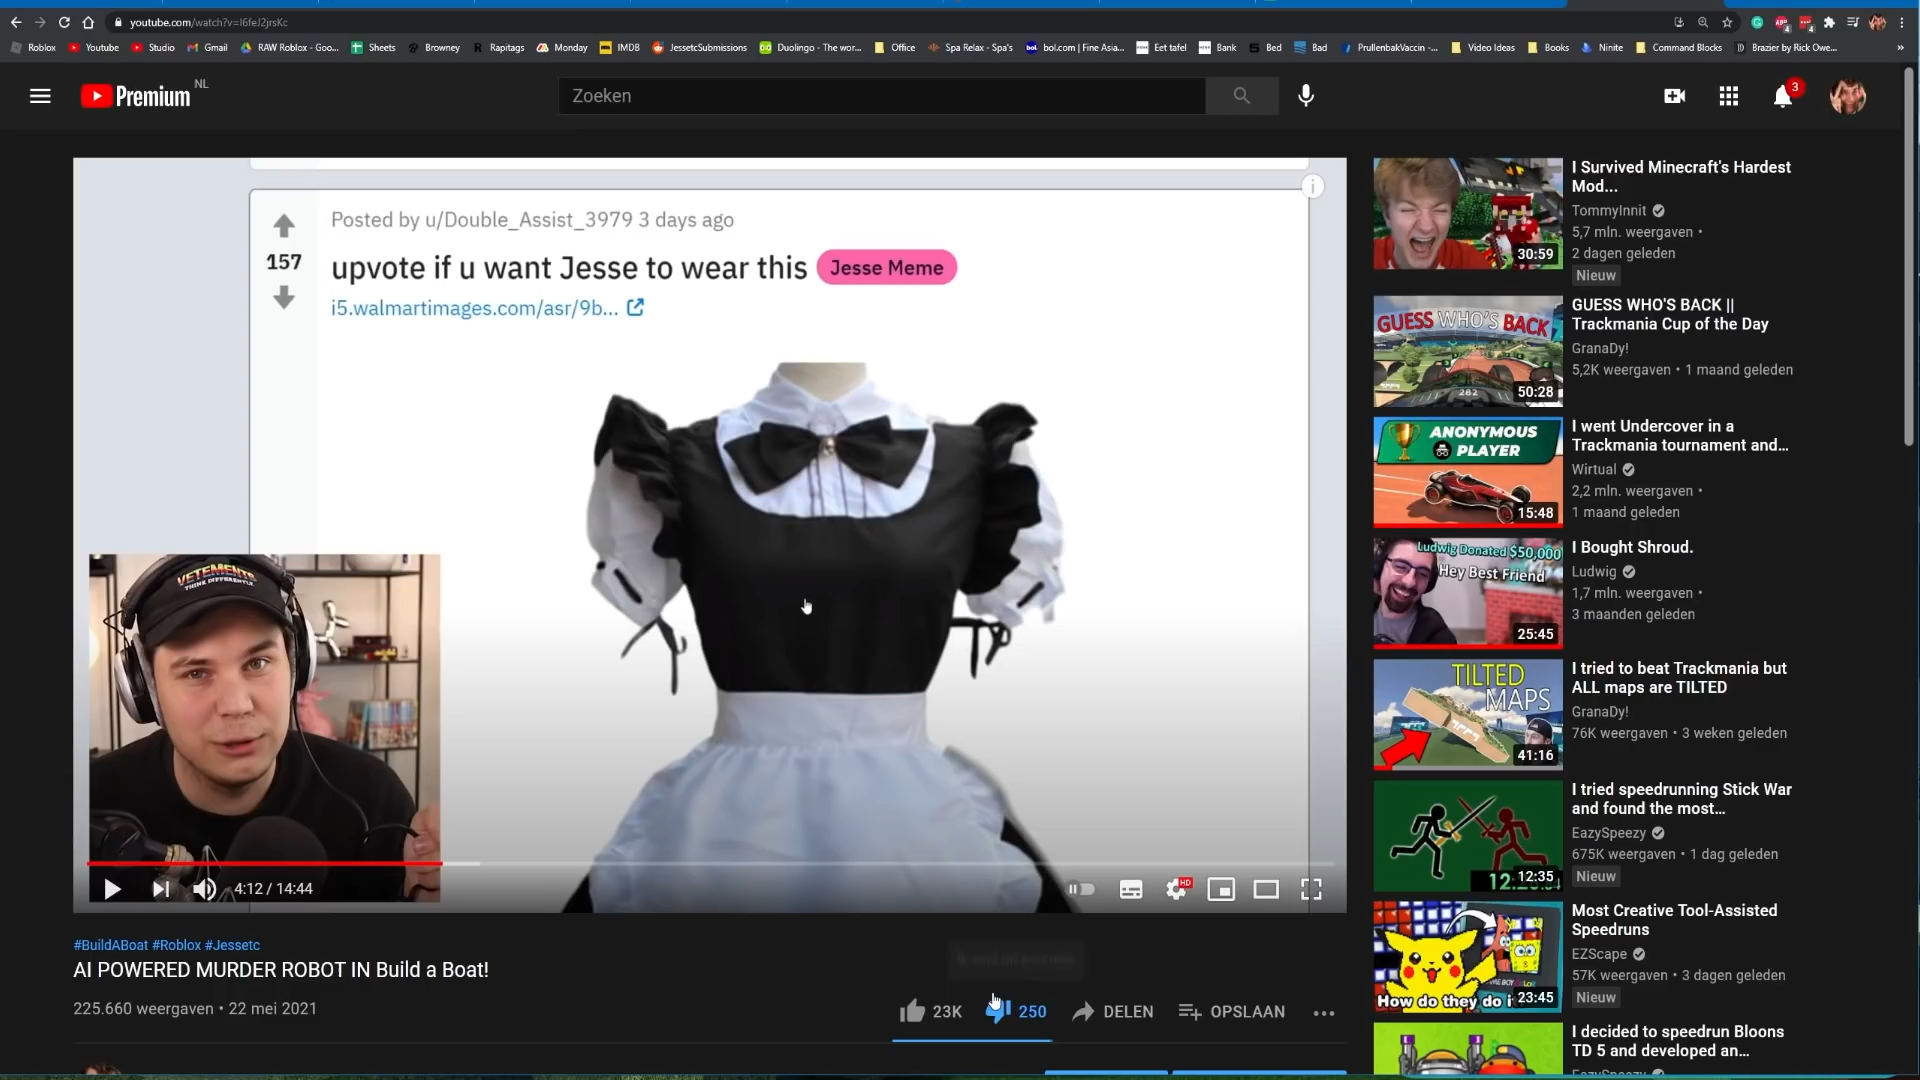 youtube.com/watch?v=I6feJ2jrsKc
Roblox Youtube Studio Gmail RAW Roblox - Goo... Sheets Browney Rapitags Monday IMDB JessetcSubmissions Duolingo - The wor... Office Spa Relax - Spa's bol.com | Fine Asia... Eet tafel Bank Bed Bad PrullenbakVaccin -... Video Ideas Books Ninite Command Blocks Brazier by Rick Owe... »
Premium NL
Zoeken
3
Posted by u/Double_Assist_3979 3 days ago
157
upvote if u want Jesse to wear this Jesse Meme
i5.walmartimages.com/asr/9b...
VETEMENTS
THINK DIFFERENTLY
4:12 / 14:44
HD
#BuildABoat #Roblox #Jessetc
AI POWERED MURDER ROBOT IN Build a Boat!
225.660 weergaven • 22 mei 2021
23K 250 DELEN OPSLAAN
30:59
I Survived Minecraft's Hardest
Mod...
TommyInnit
5,7 mln. weergaven •
2 dagen geleden
Nieuw
GUESS WHO'S BACK
282
50:28
GUESS WHO'S BACK ||
Trackmania Cup of the Day
GranaDy!
5,2K weergaven • 1 maand geleden
ANONYMOUS
PLAYER
15:48
I went Undercover in a
Trackmania tournament and...
Wirtual
2,2 mln. weergaven •
1 maand geleden
Ludwig Donated $50,000
Hey Best Friend
25:45
I Bought Shroud.
Ludwig
1,7 mln. weergaven •
3 maanden geleden
TILTED
MAPS
41:16
I tried to beat Trackmania but
ALL maps are TILTED
GranaDy!
76K weergaven • 3 weken geleden
12:35
I tried speedrunning Stick War
and found the most...
EazySpeezy
675K weergaven • 1 dag geleden
Nieuw
How do they do i
23:45
Most Creative Tool-Assisted
Speedruns
EZScape
57K weergaven • 3 dagen geleden
Nieuw
I decided to speedrun Bloons
TD 5 and developed an...
EazySpeezy